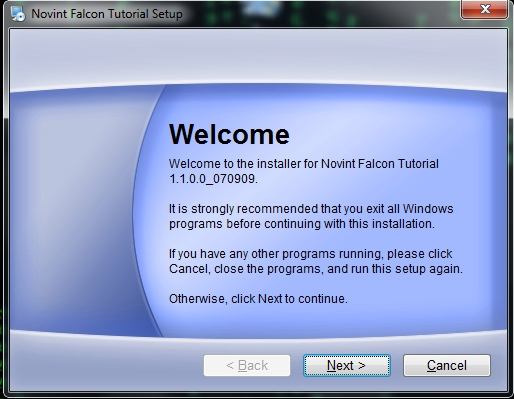 Novint Falcon Tutorial Setup
Welcome
Welcome to the installer for Novint Falcon Tutorial
1.1.0.0_070909.
It is strongly recommended that you exit all Windows
programs before continuing with this installation.
If you have any other programs running, please click
Cancel, close the programs, and run this setup again.
Otherwise, click Next to continue.
< Back Next > Cancel